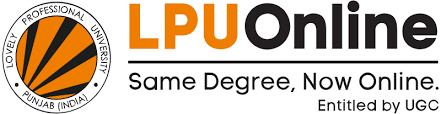 LOVELY PROFESSIONAL UNIVERSITY
PUNJAB (INDIA)
LPUOnline
Same Degree, Now Online.
Entitled by UGC